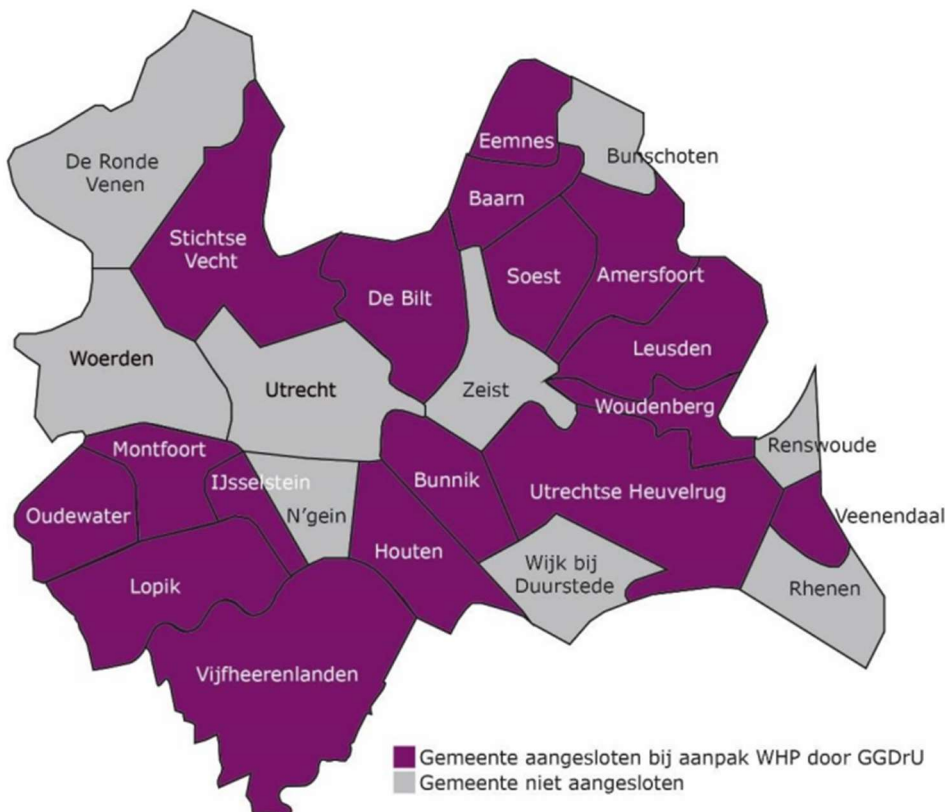 Eemnes
Bunschoten
De Ronde
Venen
Baarn
Stichtse
Vecht
Soest
Amersfoort
De Bilt
Leusden
Woerden
Utrecht
Zeist
Woudenberg
Renswoude
Montfoort
IJsselstein
Bunnik
Utrechtse Heuvelrug
Oudewater
N'gein
Veenendaal
Houten
Wijk bij
Duurstede
Lopik
Rhenen
Vijfheerenlanden
Gemeente aangesloten bij aanpak WHP door GGDrU
Gemeente niet aangesloten